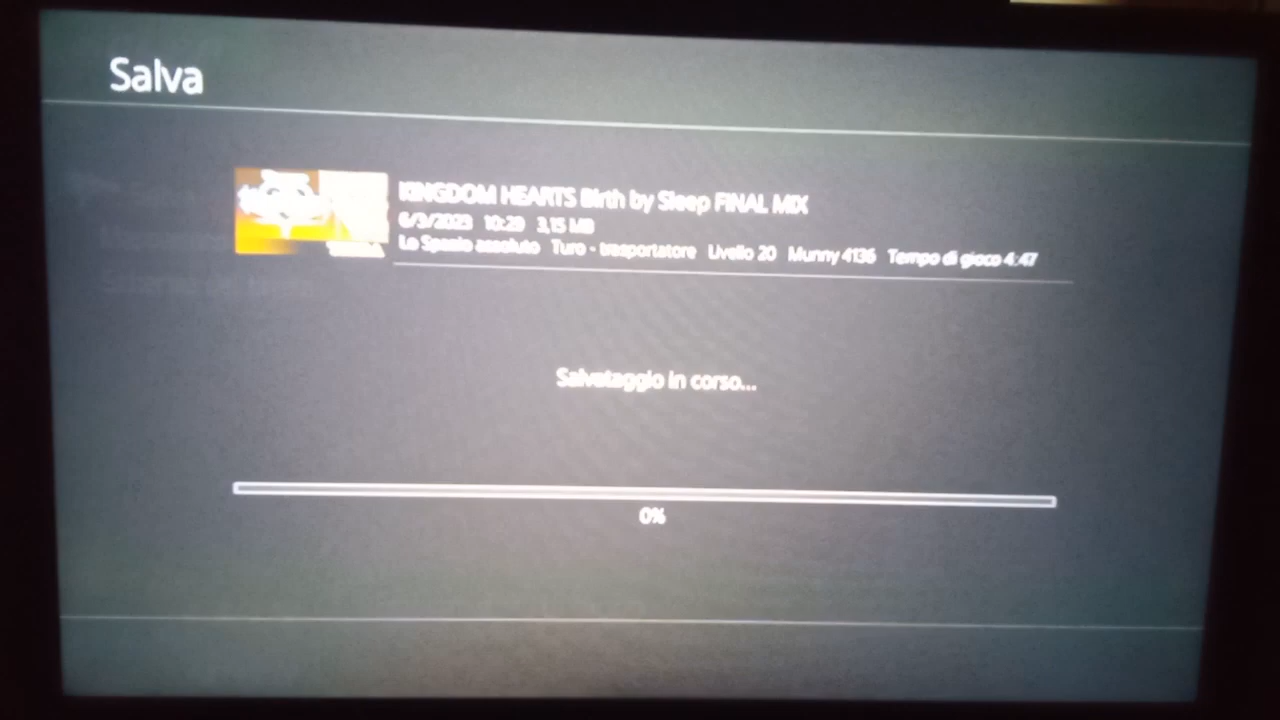 Salva
KINGDOM HEARTS Birth by Sleep FINAL MIX
6/3/2023 10:29 3,15 MB
Lo Spazio assoluto Turo - trasportatore Livello 20 Munny 4136 Tempo di gioco 4:47
Salvataggio in corso...
0%